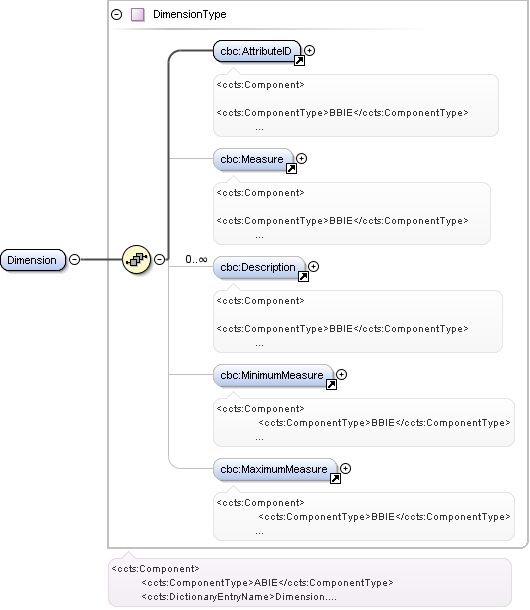 DimensionType
cbc:AttributeID
<ccts:Component>
<ccts:ComponentType>BBIE</ccts:ComponentType>
...
cbc:Measure
<ccts:Component>
<ccts:ComponentType>BBIE</ccts:ComponentType>
...
Dimension
0..∞
cbc:Description
<ccts:Component>
<ccts:ComponentType>BBIE</ccts:ComponentType>
...
cbc:MinimumMeasure
<ccts:Component>
<ccts:ComponentType>BBIE</ccts:ComponentType>
...
cbc:MaximumMeasure
<ccts:Component>
<ccts:ComponentType>BBIE</ccts:ComponentType>
...
<ccts:Component>
<ccts:ComponentType>ABIE</ccts:ComponentType>
<ccts:DictionaryEntryName>Dimension....